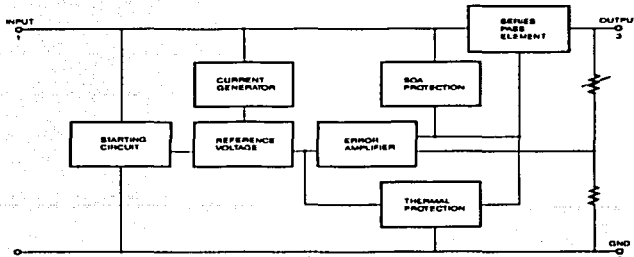 INPUT
1
SERIES
PASS
ELEMENT
OUTPUT
3
CURRENT
GENERATOR
SOA
PROTECTION
STARTING
CIRCUIT
REFERENCE
VOLTAGE
ERROR
AMPLIFIER
THERMAL
PROTECTION
GND